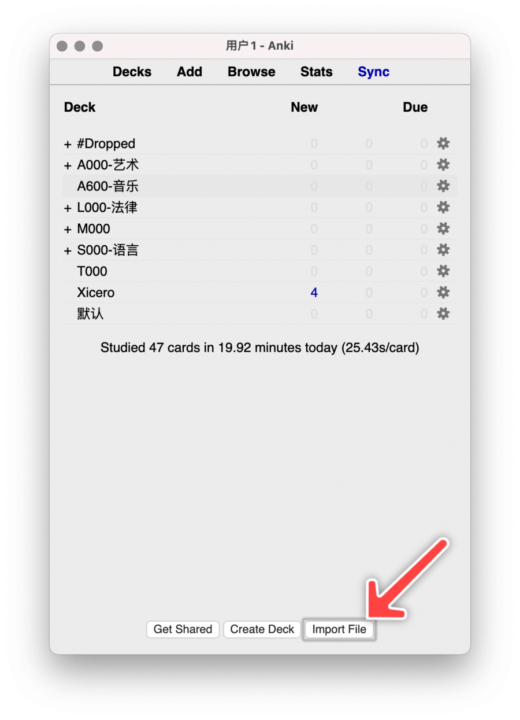 用户1 - Anki
Decks Add Browse Stats Sync
Deck New Due
+ #Dropped 0 0 0
+ A000-艺术 0 0 0
A600-音乐 0 0 0
+ L000-法律 0 0 0
+ M000 0 0 0
+ S000-语言 0 0 0
T000 0 0 0
Xicero 4 0 0
默认 0 0 0
Studied 47 cards in 19.92 minutes today (25.43s/card)
Get Shared Create Deck Import File